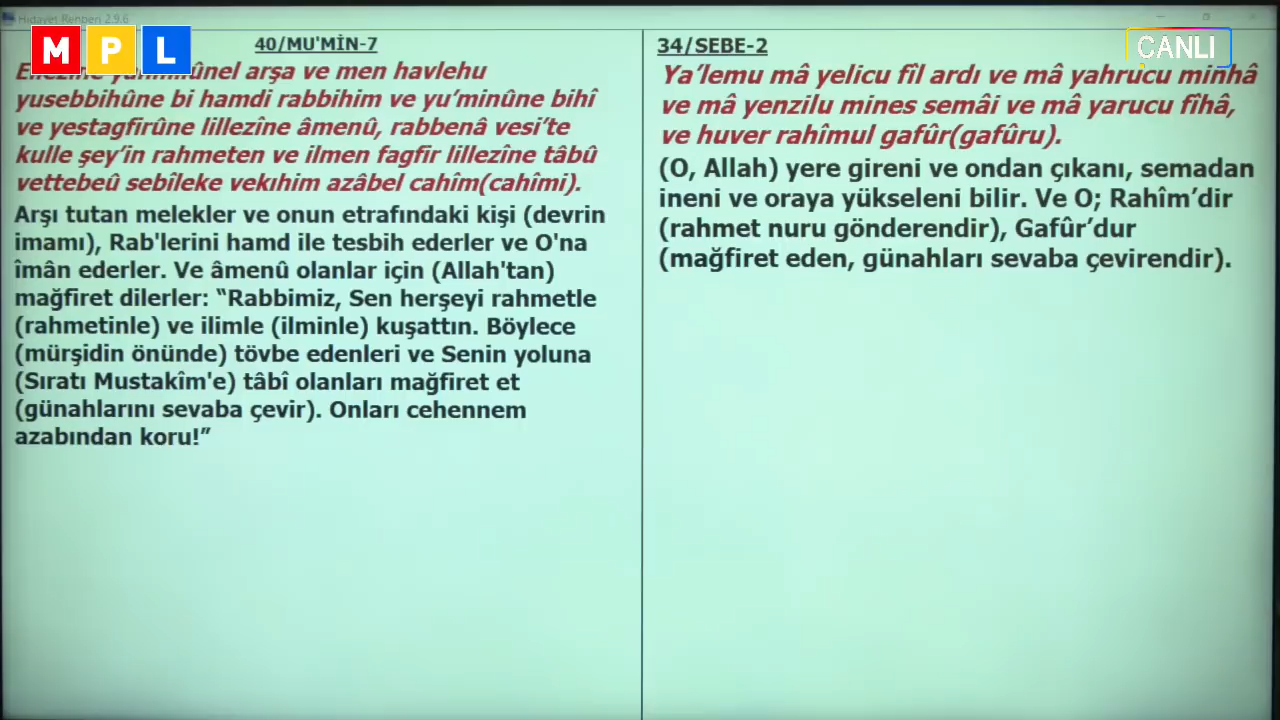 Hidayet Rehberi 2.9.6
M P L
CANLI
40/MU'MİN-7
yusebbihûne bi hamdi rabbihim ve yu’minûne bihî
ve yestagfirûne lillezîne âmenû, rabbenâ vesi’te
kulle şey’in rahmeten ve ilmen fagfir lillezîne tâbû
vettebeû sebîleke vekıhim azâbel cahîm(cahîmi).
Arşı tutan melekler ve onun etrafındaki kişi (devrin
imamı), Rab'lerini hamd ile tesbih ederler ve O'na
îmân ederler. Ve âmenû olanlar için (Allah'tan)
mağfiret dilerler: “Rabbimiz, Sen herşeyi rahmetle
(rahmetinle) ve ilimle (ilminle) kuşattın. Böylece
(mürşidin önünde) tövbe edenleri ve Senin yoluna
(Sıratı Mustakîm'e) tâbî olanları mağfiret et
(günahlarını sevaba çevir). Onları cehennem
azabından koru!”
34/SEBE-2
Ya’lemu mâ yelicu fîl ardı ve mâ yahrucu minhâ
ve mâ yenzilu mines semâi ve mâ yarucu fîhâ,
ve huver rahîmul gafûr(gafûru).
(O, Allah) yere gireni ve ondan çıkanı, semadan
ineni ve oraya yükseleni bilir. Ve O; Rahîm’dir
(rahmet nuru gönderendir), Gafûr’dur
(mağfiret eden, günahları sevaba çevirendir).